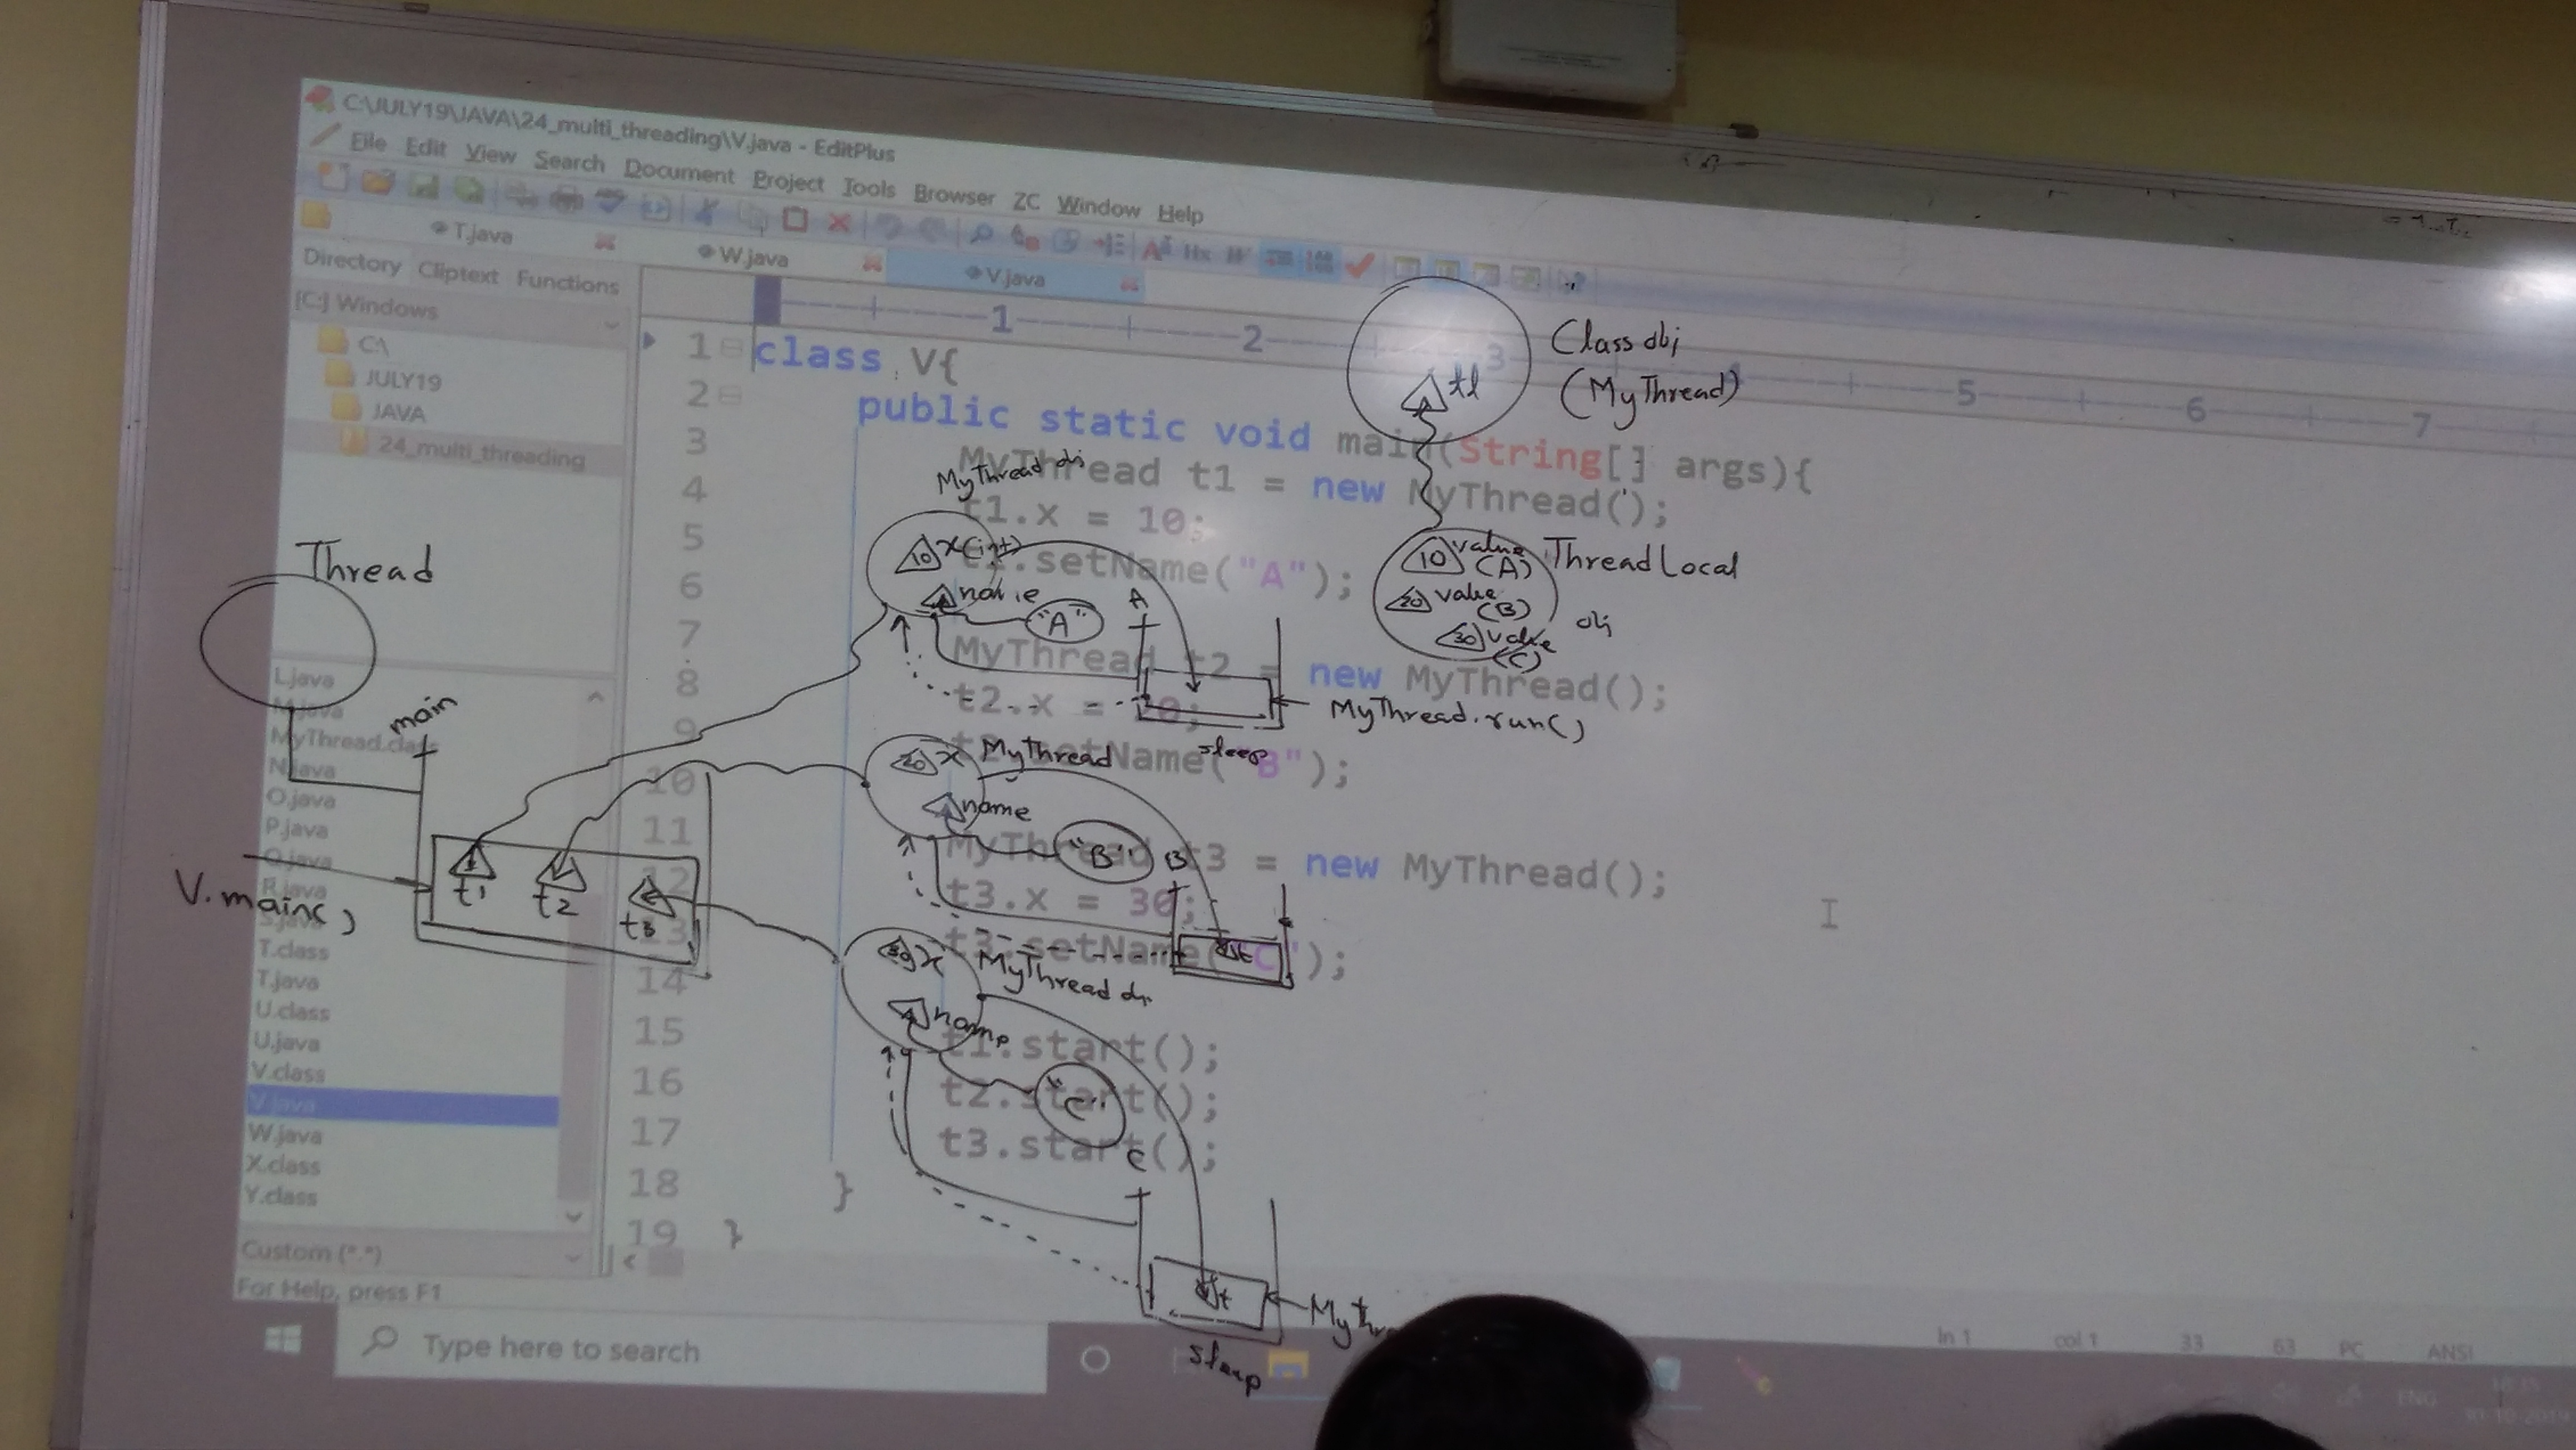 C:\JULY19\JAVA\24_multi_threading\V.java - EditPlus
File Edit View Search Document Project Tools Browser ZC Window Help
T.java
W.java
V.java
Directory Cliptext Functions
[C:] Windows
C:\
JULY19
JAVA
24_multi_threading
1 2 3 5 6 7
1 class V{
2 public static void main(String[] args){
3 MyThread t1 = new MyThread();
4 t1.x = 10;
5 t1.setName("A");
6
7 MyThread t2 = new MyThread();
8 t2.x = 20;
9 t2.setName("B");
10
11 MyThread t3 = new MyThread();
12 t3.x = 30;
13 t3.setName("C");
14
15 t1.start();
16 t2.start();
17 t3.start();
18 }
19 }
L.java
MyThread.class
N.java
O.java
P.java
Q.java
R.java
S.java
T.class
T.java
U.class
U.java
V.class
V.java
W.java
X.class
Y.class
Custom (*.*)
For Help, press F1
ln 1 col 1 33 63 PC ANSI
Type here to search
ENG
Class obj
(MyThread)
tl
MyThread obj
10 x(int)
name
"A"
A
10 value
(A)
20 value
(B)
30 value
(C)
ThreadLocal
obj
MyThread.run()
sleep
Thread
main
V.main()
t1
t2
t3
20 x MyThread
name
"B"
B
t
30 x MyThread
name
"C"
C
t
sleep